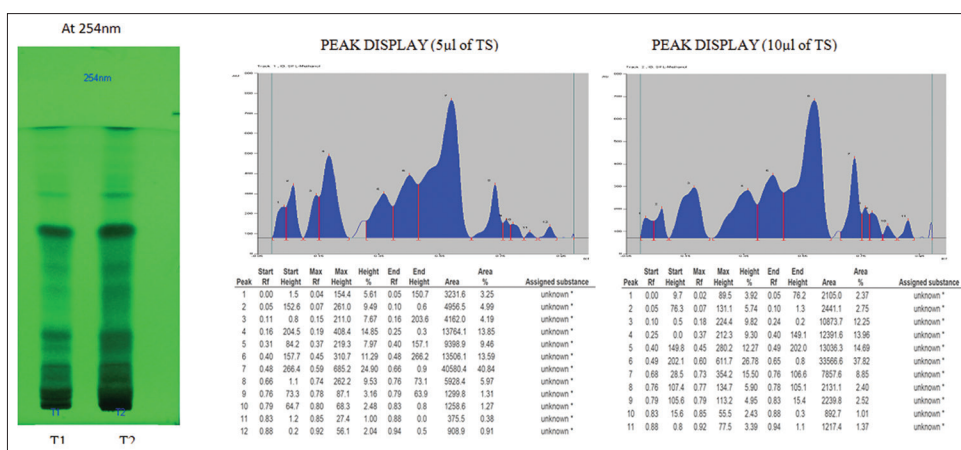 At 254nm
254nm
T1
T2
T1 T2
PEAK DISPLAY (5µl of TS)
Peak Start Rf Start Height Max Rf Max Height Height % End Rf End Height Area Area % Assigned substance
1 0.00 1.5 0.04 154.4 5.61 0.05 150.7 3231.6 3.25 unknown *
2 0.05 152.6 0.07 261.0 9.49 0.10 0.6 4956.5 4.99 unknown *
3 0.11 0.8 0.15 211.0 7.67 0.16 203.6 4162.0 4.19 unknown *
4 0.16 204.5 0.19 408.4 14.85 0.25 0.3 13764.1 13.85 unknown *
5 0.31 84.2 0.37 219.3 7.97 0.40 157.1 9398.9 9.46 unknown *
6 0.40 157.7 0.45 310.7 11.29 0.48 266.2 13506.1 13.59 unknown *
7 0.48 266.4 0.59 685.2 24.90 0.66 0.9 40580.4 40.84 unknown *
8 0.66 1.1 0.74 262.2 9.53 0.76 73.1 5928.4 5.97 unknown *
9 0.76 73.3 0.78 87.1 3.16 0.79 63.9 1299.8 1.31 unknown *
10 0.79 64.7 0.80 68.3 2.48 0.83 0.8 1258.6 1.27 unknown *
11 0.83 1.2 0.85 27.4 1.00 0.88 0.0 375.5 0.38 unknown *
12 0.88 0.2 0.92 56.1 2.04 0.94 0.5 908.9 0.91 unknown *
PEAK DISPLAY (10µl of TS)
Peak Start Rf Start Height Max Rf Max Height Height % End Rf End Height Area Area % Assigned substance
1 0.00 9.7 0.02 89.5 3.92 0.05 76.2 2105.0 2.37 unknown *
2 0.05 76.3 0.07 131.1 5.74 0.10 1.3 2441.1 2.75 unknown *
3 0.10 0.5 0.18 224.4 9.82 0.24 0.2 10873.7 12.25 unknown *
4 0.25 0.0 0.37 212.3 9.30 0.40 149.1 12391.6 13.96 unknown *
5 0.40 149.8 0.45 280.2 12.27 0.49 202.0 13036.3 14.69 unknown *
6 0.49 202.1 0.60 611.7 26.78 0.65 0.8 33566.6 37.82 unknown *
7 0.68 28.5 0.73 354.2 15.50 0.76 106.6 7857.6 8.85 unknown *
8 0.76 107.4 0.77 134.7 5.90 0.78 105.1 2131.1 2.40 unknown *
9 0.79 105.6 0.79 113.2 4.95 0.83 15.4 2239.8 2.52 unknown *
10 0.83 15.6 0.85 55.5 2.43 0.88 0.4 892.7 1.01 unknown *
11 0.88 0.8 0.92 77.5 3.39 0.94 1.1 1217.4 1.37 unknown *